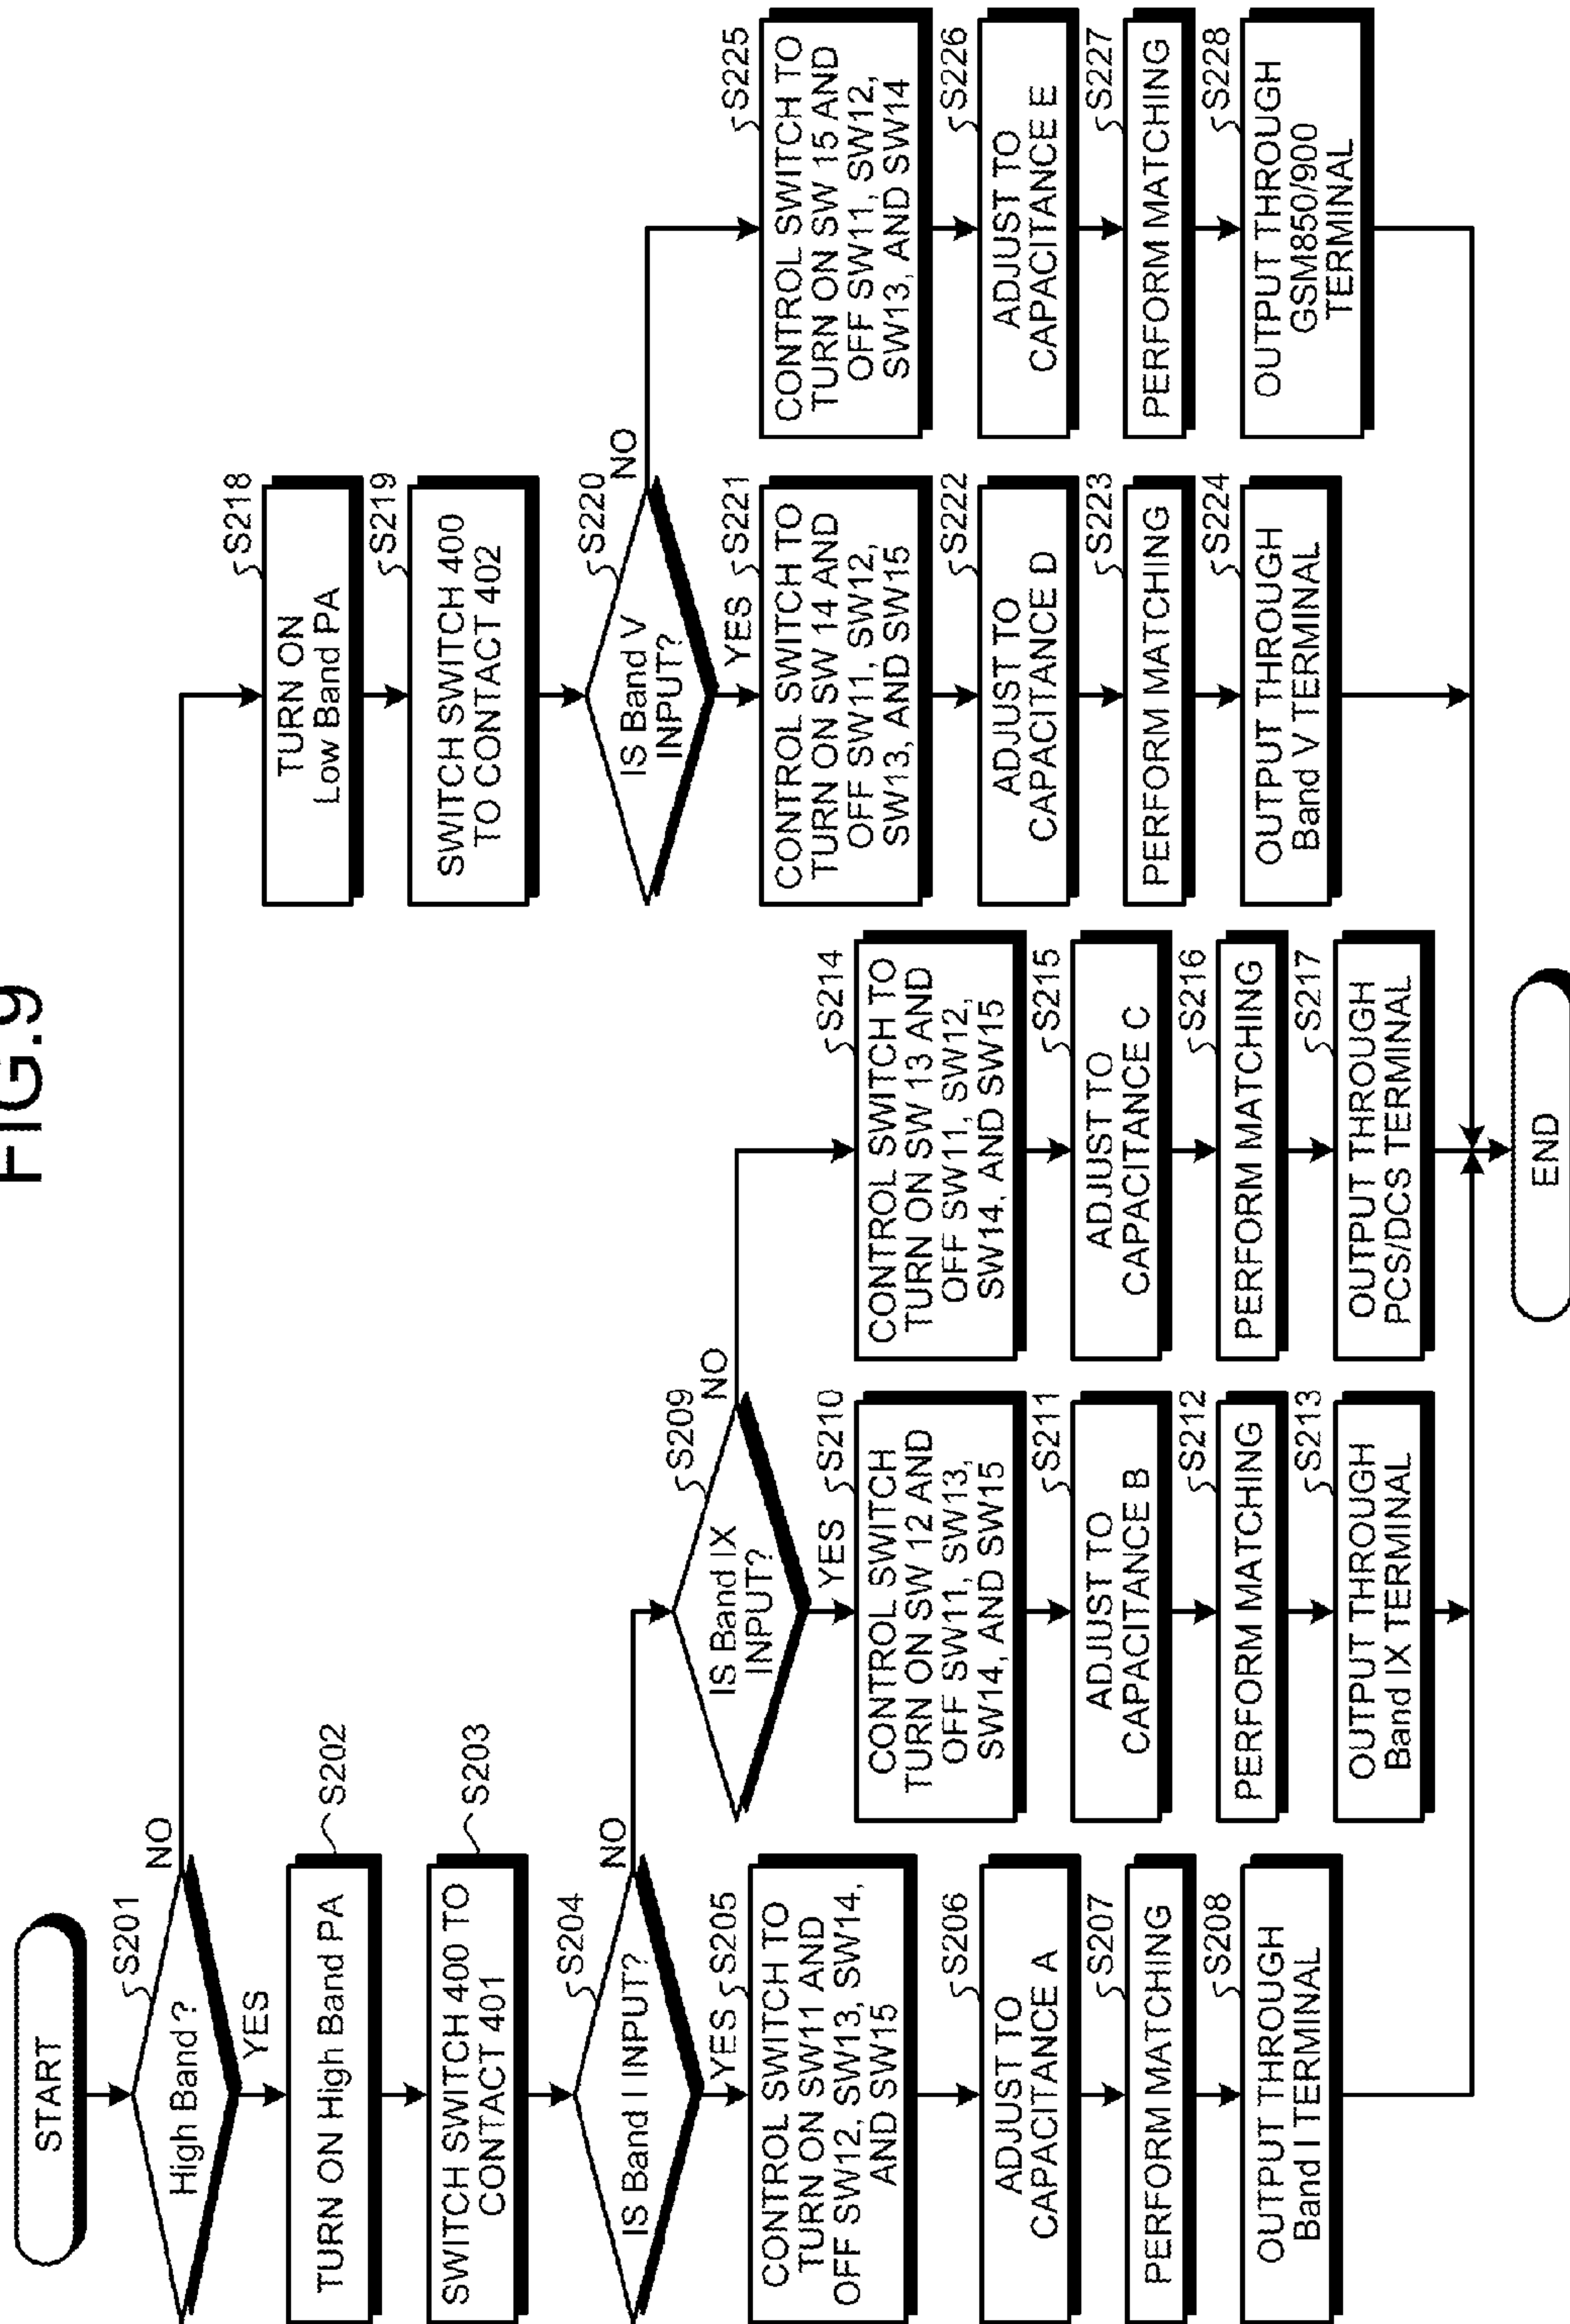 FIG.9
START
S201
High Band ?
NO
YES
S202
TURN ON High Band PA
S203
SWITCH SWITCH 400 TO
CONTACT 401
S204
IS Band I INPUT?
NO
YES
S205
CONTROL SWITCH TO
TURN ON SW11 AND
OFF SW12, SW13, SW14,
AND SW15
S206
ADJUST TO
CAPACITANCE A
S207
PERFORM MATCHING
S208
OUTPUT THROUGH
Band I TERMINAL
S209
IS Band IX
INPUT?
NO
YES
S210
CONTROL SWITCH
TURN ON SW 12 AND
OFF SW11, SW13,
SW14, AND SW15
S211
ADJUST TO
CAPACITANCE B
S212
PERFORM MATCHING
S213
OUTPUT THROUGH
Band IX TERMINAL
S214
CONTROL SWITCH TO
TURN ON SW 13 AND
OFF SW11, SW12,
SW14, AND SW15
S215
ADJUST TO
CAPACITANCE C
S216
PERFORM MATCHING
S217
OUTPUT THROUGH
PCS/DCS TERMINAL
S218
TURN ON
Low Band PA
S219
SWITCH SWITCH 400
TO CONTACT 402
S220
IS Band V
INPUT?
NO
YES
S221
CONTROL SWITCH TO
TURN ON SW 14 AND
OFF SW11, SW12,
SW13, AND SW15
S222
ADJUST TO
CAPACITANCE D
S223
PERFORM MATCHING
S224
OUTPUT THROUGH
Band V TERMINAL
S225
CONTROL SWITCH TO
TURN ON SW 15 AND
OFF SW11, SW12,
SW13, AND SW14
S226
ADJUST TO
CAPACITANCE E
S227
PERFORM MATCHING
S228
OUTPUT THROUGH
GSM850/900
TERMINAL
END